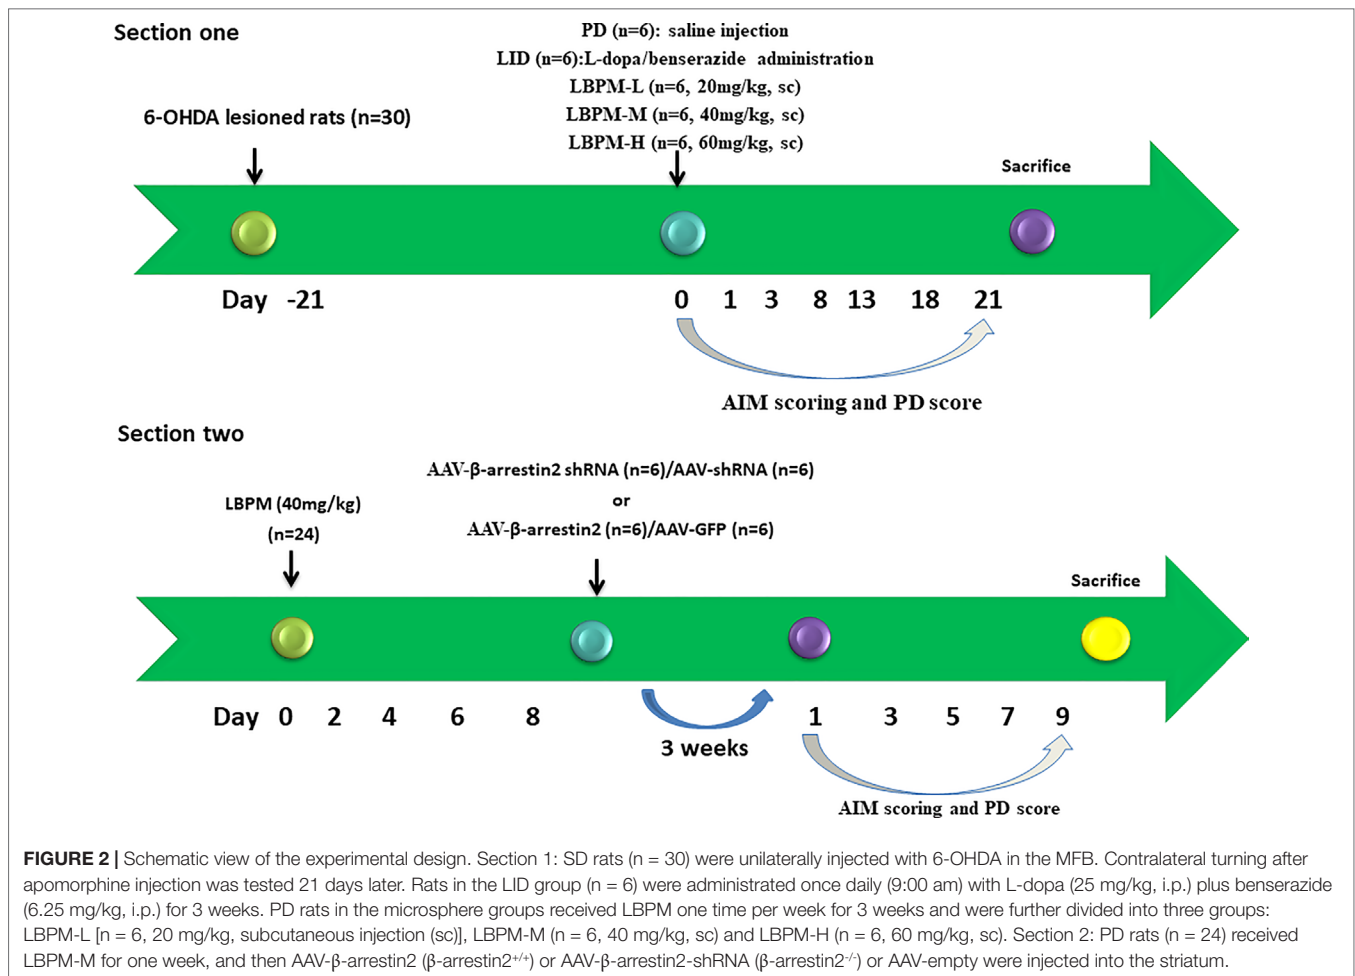 Section one
PD (n=6): saline injection
LID (n=6):L-dopa/benserazide administration
LBPM-L (n=6, 20mg/kg, sc)
LBPM-M (n=6, 40mg/kg, sc)
LBPM-H (n=6, 60mg/kg, sc)
6-OHDA lesioned rats (n=30)
Sacrifice
Day -21 0 1 3 8 13 18 21
AIM scoring and PD score
Section two
AAV-β-arrestin2 shRNA (n=6)/AAV-shRNA (n=6)
or
AAV-β-arrestin2 (n=6)/AAV-GFP (n=6)
LBPM (40mg/kg)
(n=24)
Sacrifice
Day 0 2 4 6 8 1 3 5 7 9
3 weeks
AIM scoring and PD score
FIGURE 2 | Schematic view of the experimental design. Section 1: SD rats (n = 30) were unilaterally injected with 6-OHDA in the MFB. Contralateral turning after
apomorphine injection was tested 21 days later. Rats in the LID group (n = 6) were administrated once daily (9:00 am) with L-dopa (25 mg/kg, i.p.) plus benserazide
(6.25 mg/kg, i.p.) for 3 weeks. PD rats in the microsphere groups received LBPM one time per week for 3 weeks and were further divided into three groups:
LBPM-L [n = 6, 20 mg/kg, subcutaneous injection (sc)], LBPM-M (n = 6, 40 mg/kg, sc) and LBPM-H (n = 6, 60 mg/kg, sc). Section 2: PD rats (n = 24) received
LBPM-M for one week, and then AAV-β-arrestin2 (β-arrestin2+/+) or AAV-β-arrestin2-shRNA (β-arrestin2-/-) or AAV-empty were injected into the striatum.